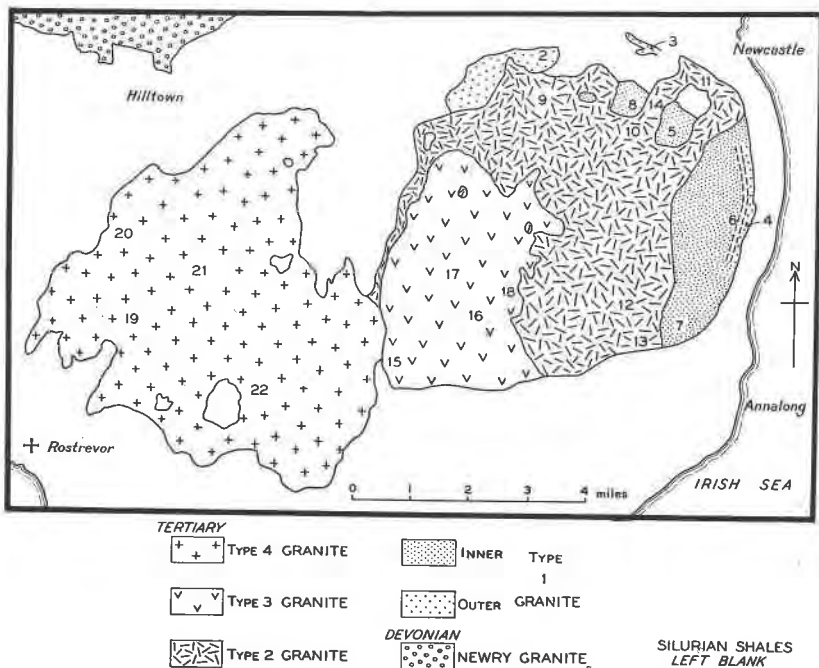 Newcastle
Hilltown
2
3
9
8
14
11
10
5
6
4
20
21
17
18
16
12
19
7
13
15
22
N
Rostrevor
Annalong
IRISH SEA
0 1 2 3 4 miles
TERTIARY
TYPE 4 GRANITE
TYPE 3 GRANITE
TYPE 2 GRANITE
INNER
OUTER
TYPE
1
GRANITE
DEVONIAN
NEWRY GRANITE
SILURIAN SHALES
LEFT BLANK